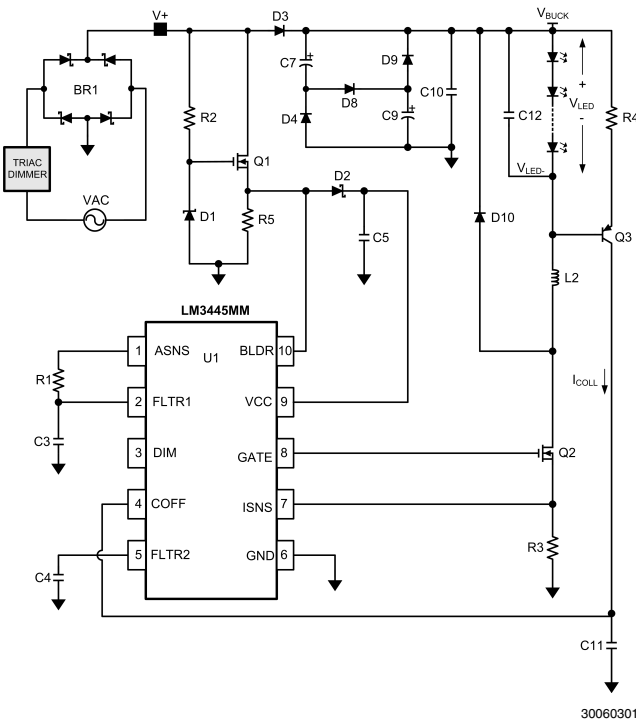 V+
D3
VBUCK
BR1
R2
C7
+
D9
D8
D4
C9
+
C10
C12
+
VLED
-
R4
TRIAC
DIMMER
VAC
Q1
VLED-
D2
D1
R5
C5
D10
Q3
L2
LM3445MM
U1
1
ASNS
BLDR
10
R1
ICOLL
2
FLTR1
VCC
9
C3
3
DIM
GATE
8
Q2
4
COFF
ISNS
7
R3
5
FLTR2
GND
6
C4
C11
30060301